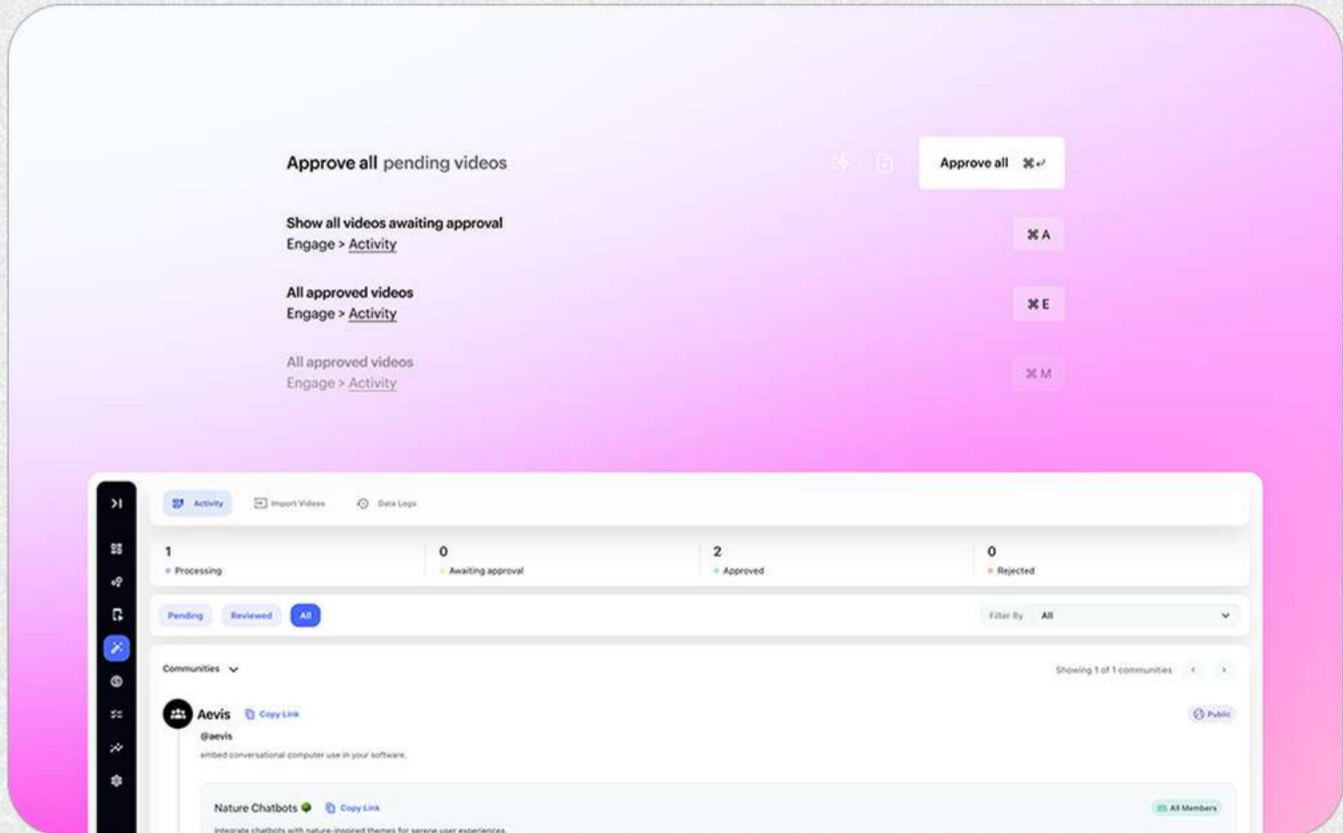 Approve all pending videos
Approve all ⌘↵
Show all videos awaiting approval
Engage > Activity
⌘ A
All approved videos
Engage > Activity
⌘ E
All approved videos
Engage > Activity
⌘ M
Activity
Import Videos
Data Logs
1
Processing
0
Awaiting approval
2
Approved
0
Rejected
Pending
Reviewed
All
Filter By All
Communities
Showing 1 of 1 communities
Aevis
Copy Link
Public
@aevis
embed conversational computer use in your software.
Nature Chatbots
Copy Link
All Members
Integrate chatbots with nature-inspired themes for serene user experiences.